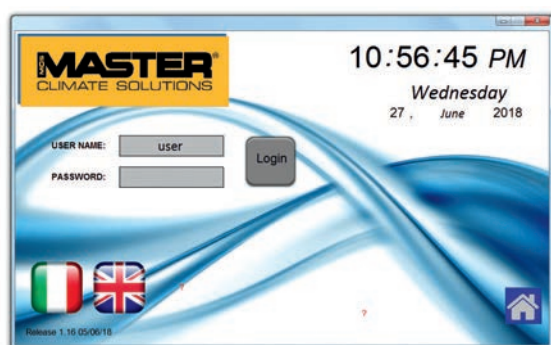 MCS MASTER®
CLIMATE SOLUTIONS
10:56:45 PM
Wednesday
27 , June 2018
USER NAME: user
PASSWORD:
Login
?
?
Release 1.16 05/06/18